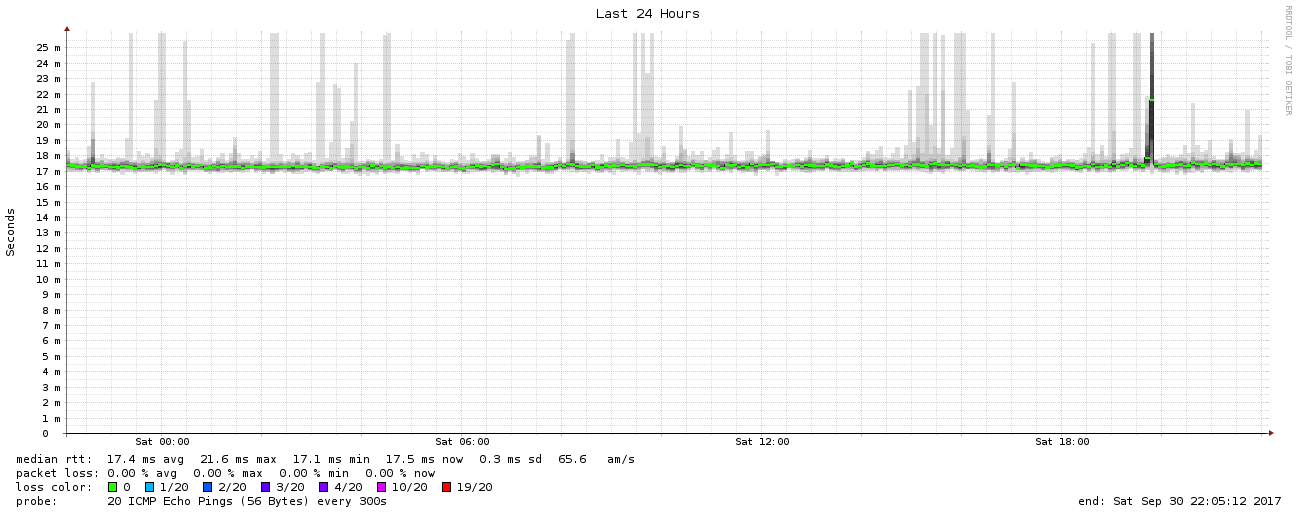 Last 24 Hours
RRDTOOL / TOBI OETIKER
Seconds
25 m
24 m
23 m
22 m
21 m
20 m
19 m
18 m
17 m
16 m
15 m
14 m
13 m
12 m
11 m
10 m
9 m
8 m
7 m
6 m
5 m
4 m
3 m
2 m
1 m
0
Sat 00:00 Sat 06:00 Sat 12:00 Sat 18:00
median rtt: 17.4 ms avg 21.6 ms max 17.1 ms min 17.5 ms now 0.3 ms sd 65.6 am/s
packet loss: 0.00 % avg 0.00 % max 0.00 % min 0.00 % now
loss color: 0 1/20 2/20 3/20 4/20 10/20 19/20
probe: 20 ICMP Echo Pings (56 Bytes) every 300s end: Sat Sep 30 22:05:12 2017